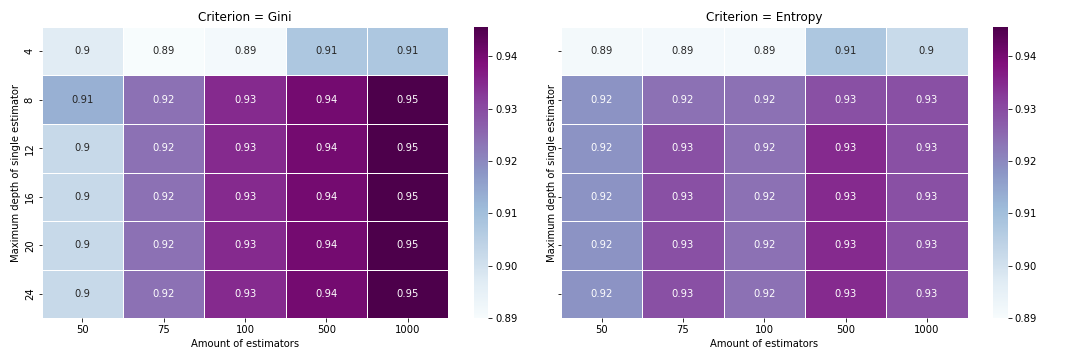 Criterion = Gini
Maximum depth of single estimator
4 0.9 0.89 0.89 0.91 0.91
8 0.91 0.92 0.93 0.94 0.95
12 0.9 0.92 0.93 0.94 0.95
16 0.9 0.92 0.93 0.94 0.95
20 0.9 0.92 0.93 0.94 0.95
24 0.9 0.92 0.93 0.94 0.95
50 75 100 500 1000
Amount of estimators
0.94
0.93
0.92
0.91
0.90
0.89
Criterion = Entropy
Maximum depth of single estimator
0.89 0.89 0.89 0.91 0.9
0.92 0.92 0.92 0.93 0.93
0.92 0.93 0.92 0.93 0.93
0.92 0.93 0.92 0.93 0.93
0.92 0.93 0.92 0.93 0.93
0.92 0.93 0.92 0.93 0.93
50 75 100 500 1000
Amount of estimators
0.94
0.93
0.92
0.91
0.90
0.89